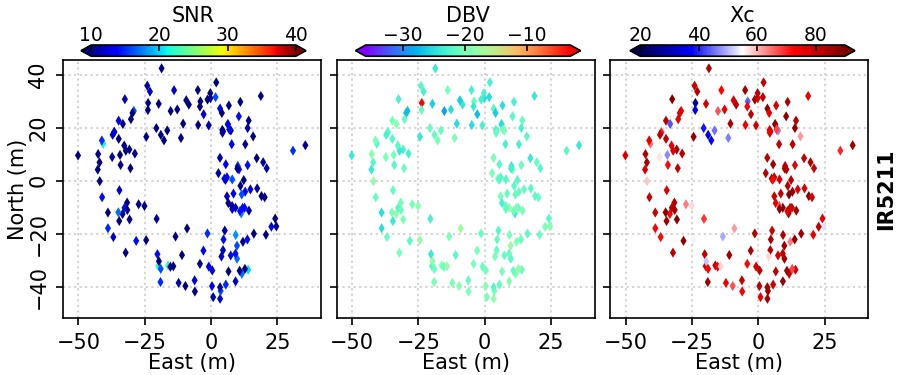 SNR DBV Xc
10 20 30 40 −30 −20 −10 20 40 60 80
40
20
0
−20
−40
North (m)
−50 −25 0 25 −50 −25 0 25 −50 −25 0 25
East (m) East (m) East (m)
IR5211